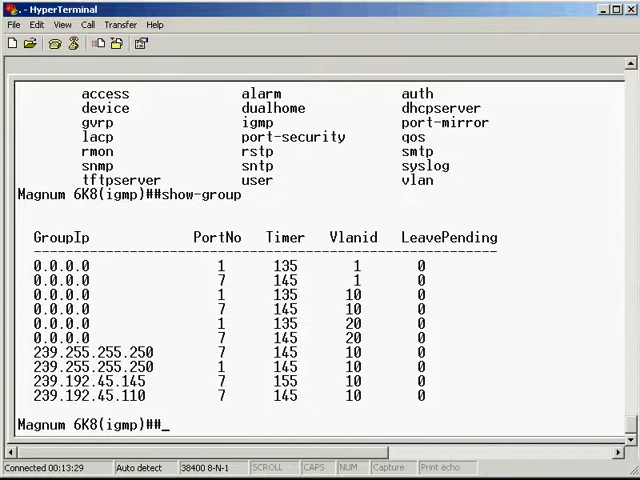 . - HyperTerminal
File Edit View Call Transfer Help
access alarm auth
device dualhome dhcpserver
gvrp igmp port-mirror
lacp port-security qos
rmon rstp smtp
snmp sntp syslog
tftpserver user vlan
Magnum 6K8(igmp)##show-group
GroupIp PortNo Timer Vlanid LeavePending
--------------------------------------------------------
0.0.0.0 1 135 1 0
0.0.0.0 7 145 1 0
0.0.0.0 1 135 10 0
0.0.0.0 7 145 10 0
0.0.0.0 1 135 20 0
0.0.0.0 7 145 20 0
239.255.255.250 7 145 10 0
239.255.255.250 1 145 10 0
239.192.45.145 7 155 10 0
239.192.45.110 7 145 10 0
Magnum 6K8(igmp)##_
Connected 00:13:29 Auto detect 38400 8-N-1 SCROLL CAPS NUM Capture Print echo